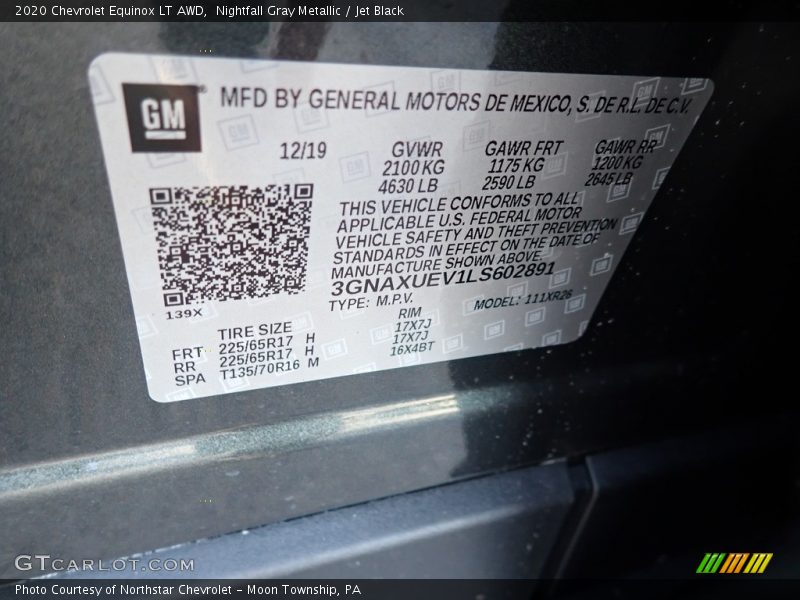 2020 Chevrolet Equinox LT AWD,  Nightfall Gray Metallic / Jet Black
GM®
MFD BY GENERAL MOTORS DE MEXICO, S. DE R.L. DE C.V.
12/19
GVWR
2100 KG
4630 LB
GAWR FRT
1175 KG
2590 LB
GAWR RR
1200 KG
2645 LB
THIS VEHICLE CONFORMS TO ALL
APPLICABLE U.S. FEDERAL MOTOR
VEHICLE SAFETY AND THEFT PREVENTION
STANDARDS IN EFFECT ON THE DATE OF
MANUFACTURE SHOWN ABOVE.
3GNAXUEV1LS602891
TYPE: M.P.V. MODEL: 111XR26
139X
TIRE SIZE RIM
FRT 225/65R17 H 17X7J
RR 225/65R17 H 17X7J
SPA T135/70R16 M 16X4BT
GTCARLOT.COM
Photo Courtesy of Northstar Chevrolet - Moon Township, PA